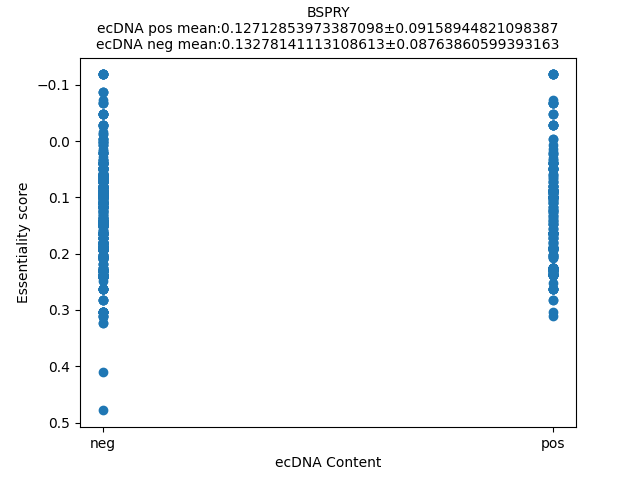 BSPRY
ecDNA pos mean:0.12712853973387098±0.09158944821098387
ecDNA neg mean:0.13278141113108613±0.08763860599393163
−0.1
0.0
0.1
0.2
0.3
0.4
0.5
Essentiality score
neg
pos
ecDNA Content